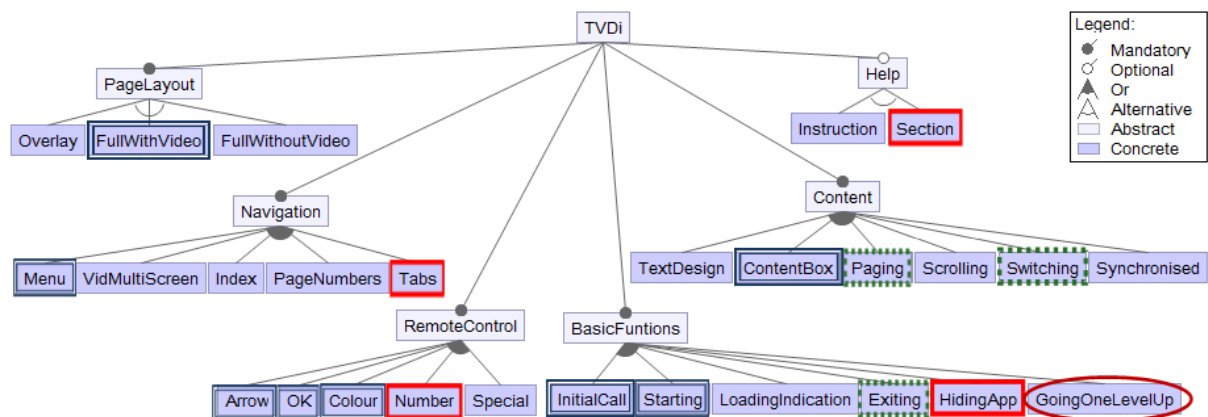 TVDi
Legend:
Mandatory
Optional
Or
Alternative
Abstract
Concrete
PageLayout
Help
Overlay FullWithVideo FullWithoutVideo
Instruction Section
Navigation
Content
Menu VidMultiScreen Index PageNumbers Tabs
TextDesign ContentBox Paging Scrolling Switching Synchronised
RemoteControl
BasicFuntions
Arrow OK Colour Number Special
InitialCall Starting LoadingIndication Exiting HidingApp GoingOneLevelUp